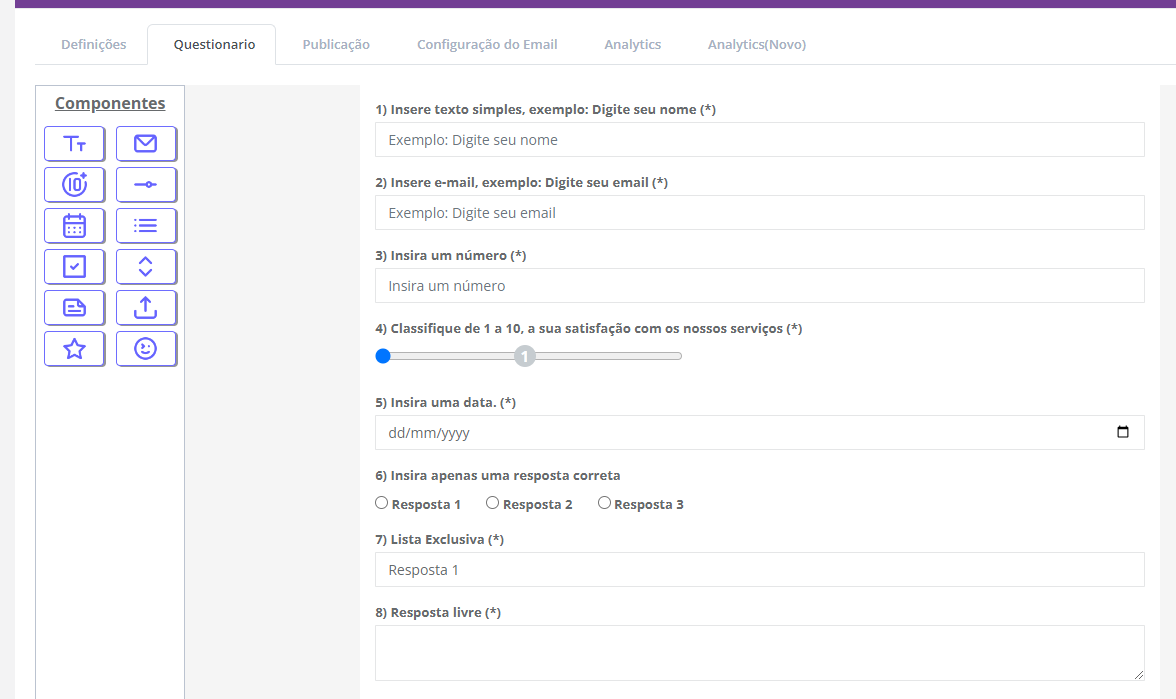 Definições Questionario Publicação Configuração do Email Analytics Analytics(Novo)
Componentes
1) Insere texto simples, exemplo: Digite seu nome (*)
Exemplo: Digite seu nome
2) Insere e-mail, exemplo: Digite seu email (*)
Exemplo: Digite seu email
3) Insira um número (*)
Insira um número
4) Classifique de 1 a 10, a sua satisfação com os nossos serviços (*)
1
5) Insira uma data. (*)
dd/mm/yyyy
6) Insira apenas uma resposta correta
Resposta 1 Resposta 2 Resposta 3
7) Lista Exclusiva (*)
Resposta 1
8) Resposta livre (*)